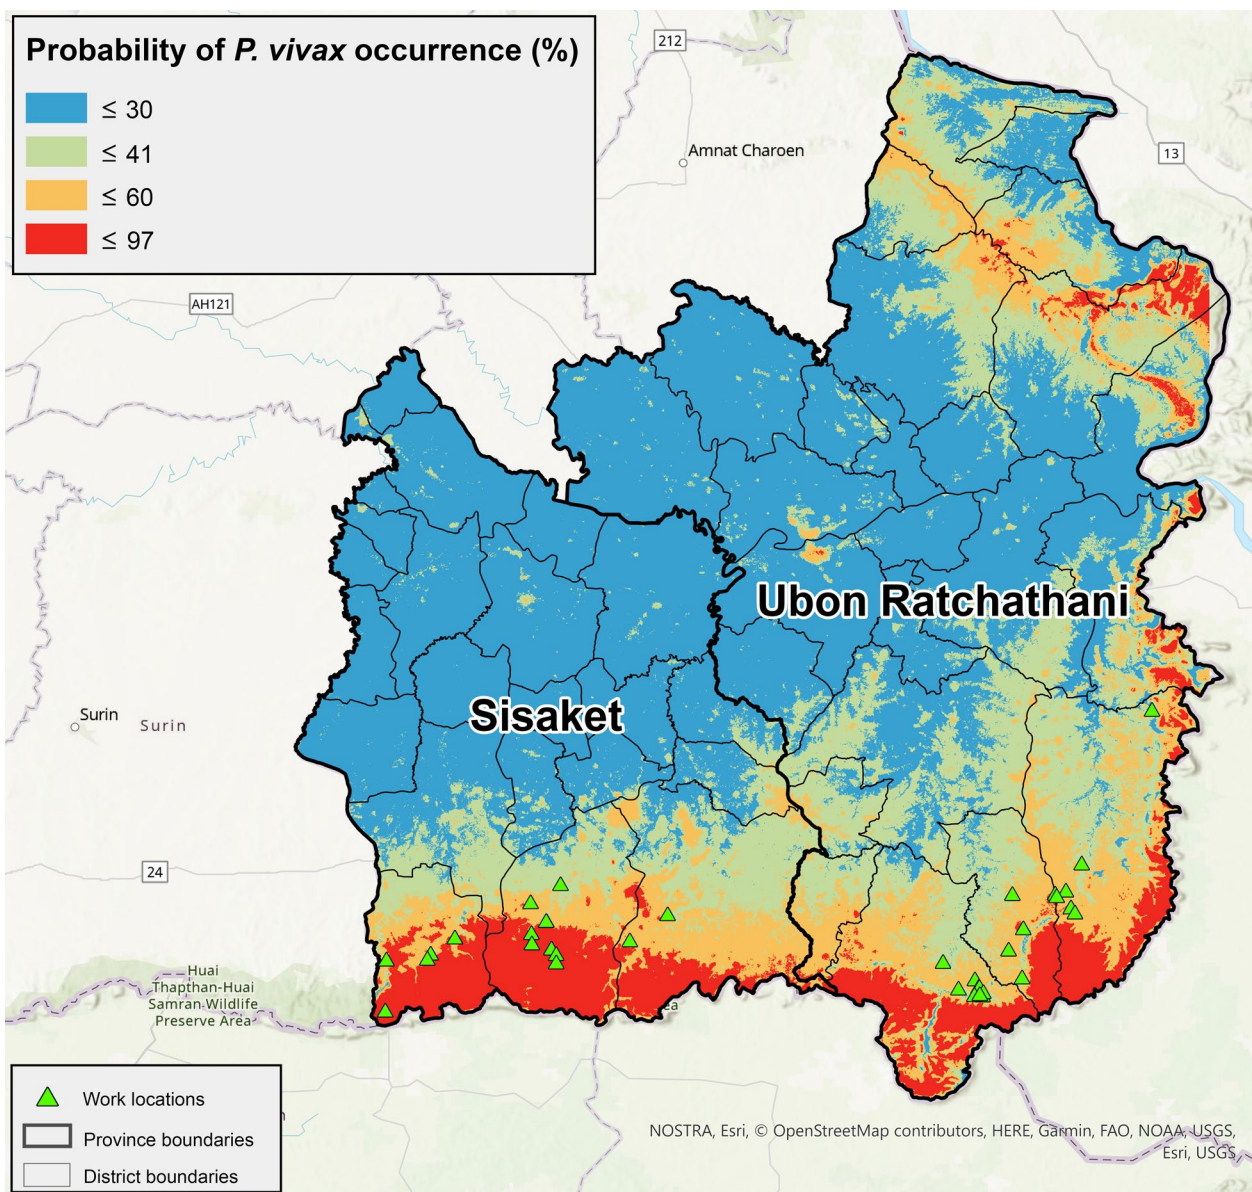 Probability of P. vivax occurrence (%)
≤ 30
≤ 41
≤ 60
≤ 97
212
Amnat Charoen
13
AH121
Ubon Ratchathani
Sisaket
Surin
Surin
24
Huai
Thapthan-Huai
Samran Wildlife
Preserve Area
Work locations
Province boundaries
District boundaries
NOSTRA, Esri, © OpenStreetMap contributors, HERE, Garmin, FAO, NOAA, USGS,
Esri, USGS